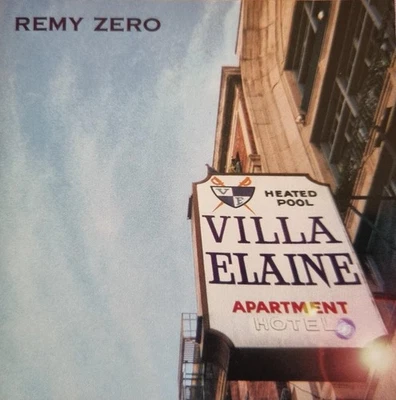 REMY ZERO
V E
HEATED
POOL
VILLA
ELAINE
APARTMENT
HOTEL